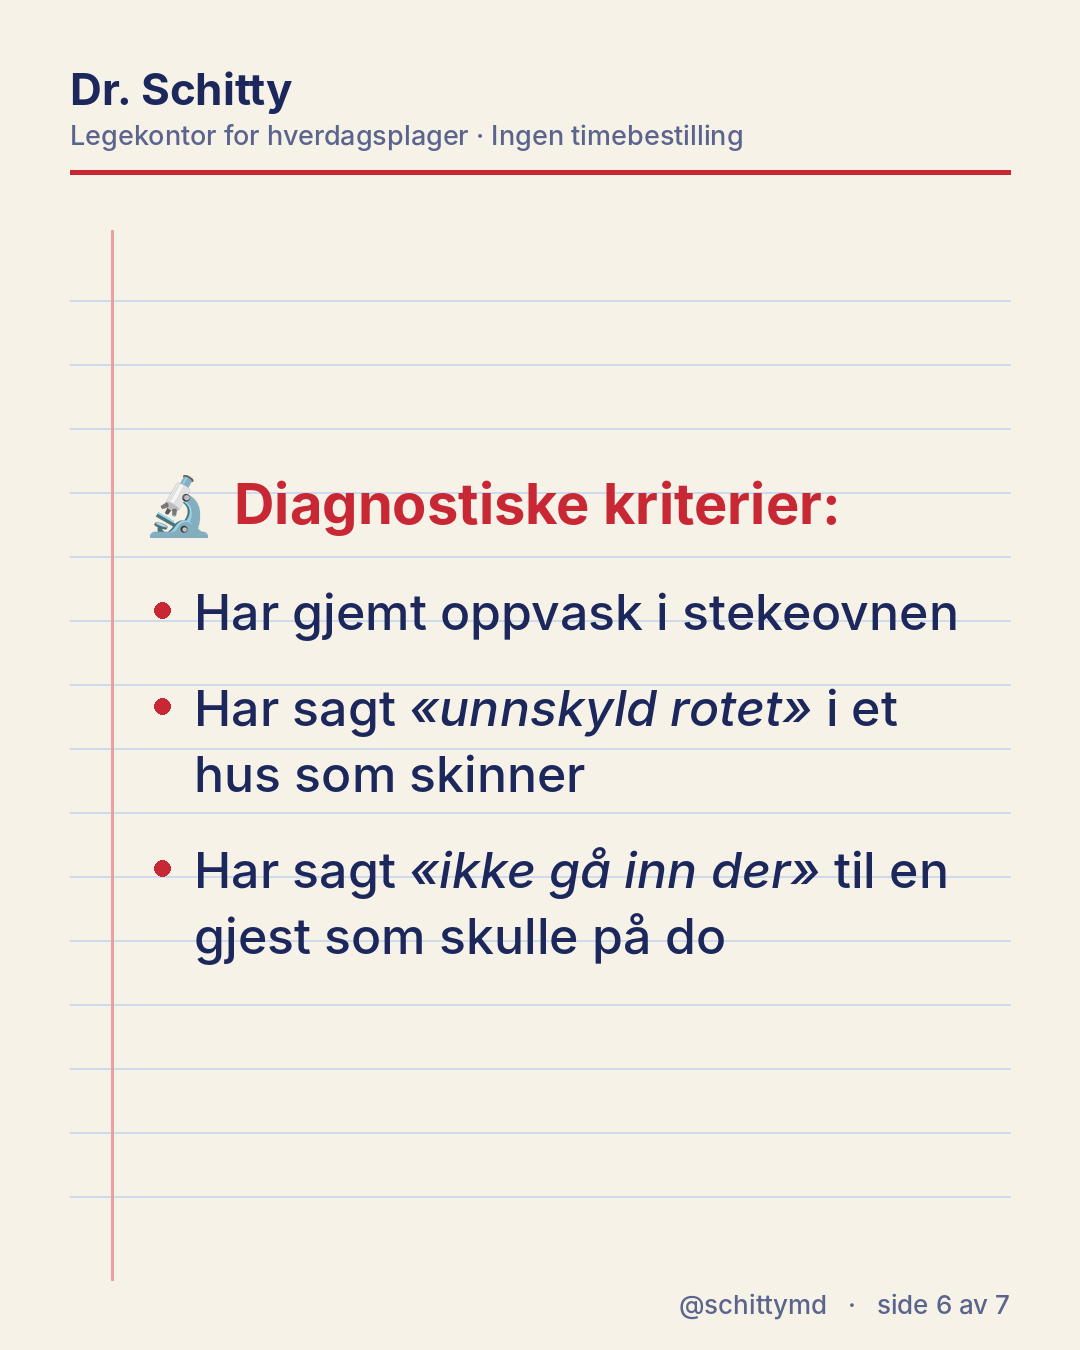 Dr. Schitty
Legekontor for hverdagsplager · Ingen timebestilling
🔬 Diagnostiske kriterier:
• Har gjemt oppvask i stekeovnen
• Har sagt «unnskyld rotet» i et
hus som skinner
• Har sagt «ikke gå inn der» til en
gjest som skulle på do
@schittymd · side 6 av 7